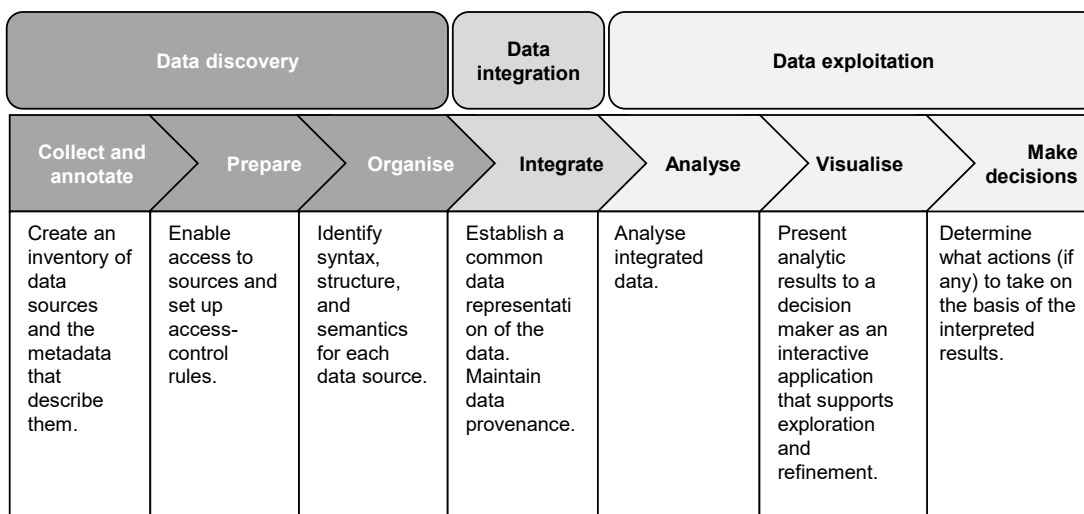 Data discovery
Data
integration
Data exploitation
Collect and
annotate
Prepare
Organise
Integrate
Analyse
Visualise
Make
decisions
Create an
inventory of
data
sources
and the
metadata
that
describe
them.
Enable
access to
sources and
set up
access-
control
rules.
Identify
syntax,
structure,
and
semantics
for each
data source.
Establish a
common
data
representati
on of the
data.
Maintain
data
provenance.
Analyse
integrated
data.
Present
analytic
results to a
decision
maker as an
interactive
application
that supports
exploration
and
refinement.
Determine
what actions (if
any) to take on
the basis of the
interpreted
results.